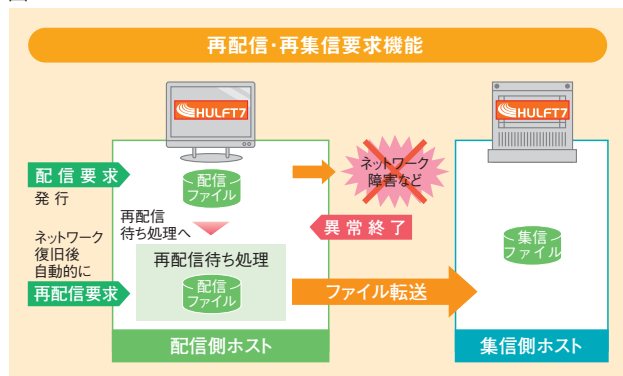 再配信・再集信要求機能
HULFT7
HULFT7
配信要求
発行
配信
ファイル
ネットワーク
障害など
再配信
待ち処理へ
異常終了
集信
ファイル
ネットワーク
復旧後
自動的に
再配信要求
再配信待ち処理
配信
ファイル
ファイル転送
配信側ホスト
集信側ホスト